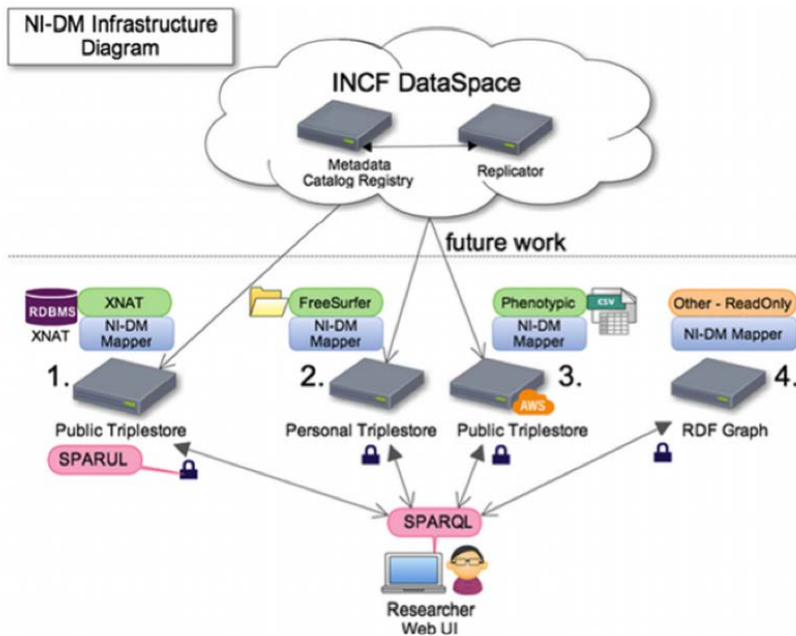 NI-DM Infrastructure
Diagram
INCF DataSpace
Metadata
Catalog Registry
Replicator
future work
RDBMS
XNAT
XNAT
NI-DM
Mapper
FreeSurfer
NI-DM
Mapper
Phenotypic
CSV
NI-DM
Mapper
Other - ReadOnly
NI-DM Mapper
1.
2.
3.
4.
AWS
Public Triplestore
Personal Triplestore
Public Triplestore
RDF Graph
SPARUL
SPARQL
Researcher
Web UI